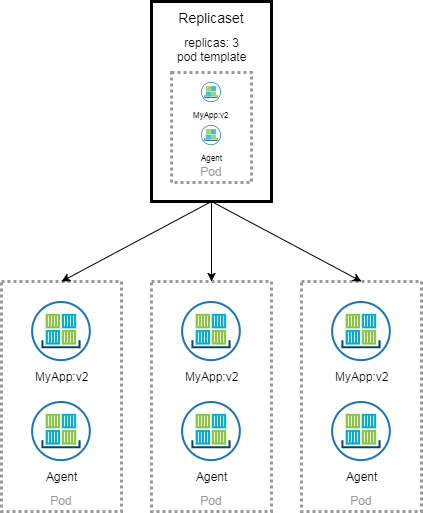 Replicaset
replicas: 3
pod template
MyApp:v2
Agent
Pod
MyApp:v2
MyApp:v2
MyApp:v2
Agent
Agent
Agent
Pod
Pod
Pod